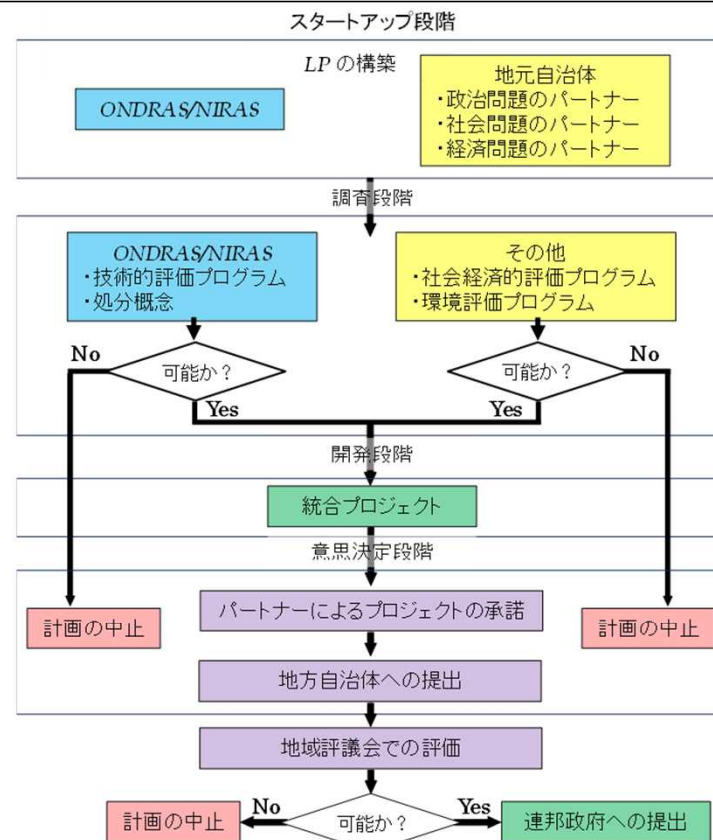 スタートアップ段階
LP の構築
ONDRAS/NIRAS
地元自治体
・政治問題のパートナー
・社会問題のパートナー
・経済問題のパートナー
調査段階
ONDRAS/NIRAS
・技術的評価プログラム
・処分概念
その他
・社会経済的評価プログラム
・環境評価プログラム
No
可能か？
Yes
可能か？
No
Yes
開発段階
統合プロジェクト
意思決定段階
パートナーによるプロジェクトの承諾
計画の中止
計画の中止
地方自治体への提出
地域評議会での評価
計画の中止
No
可能か？
Yes
連邦政府への提出